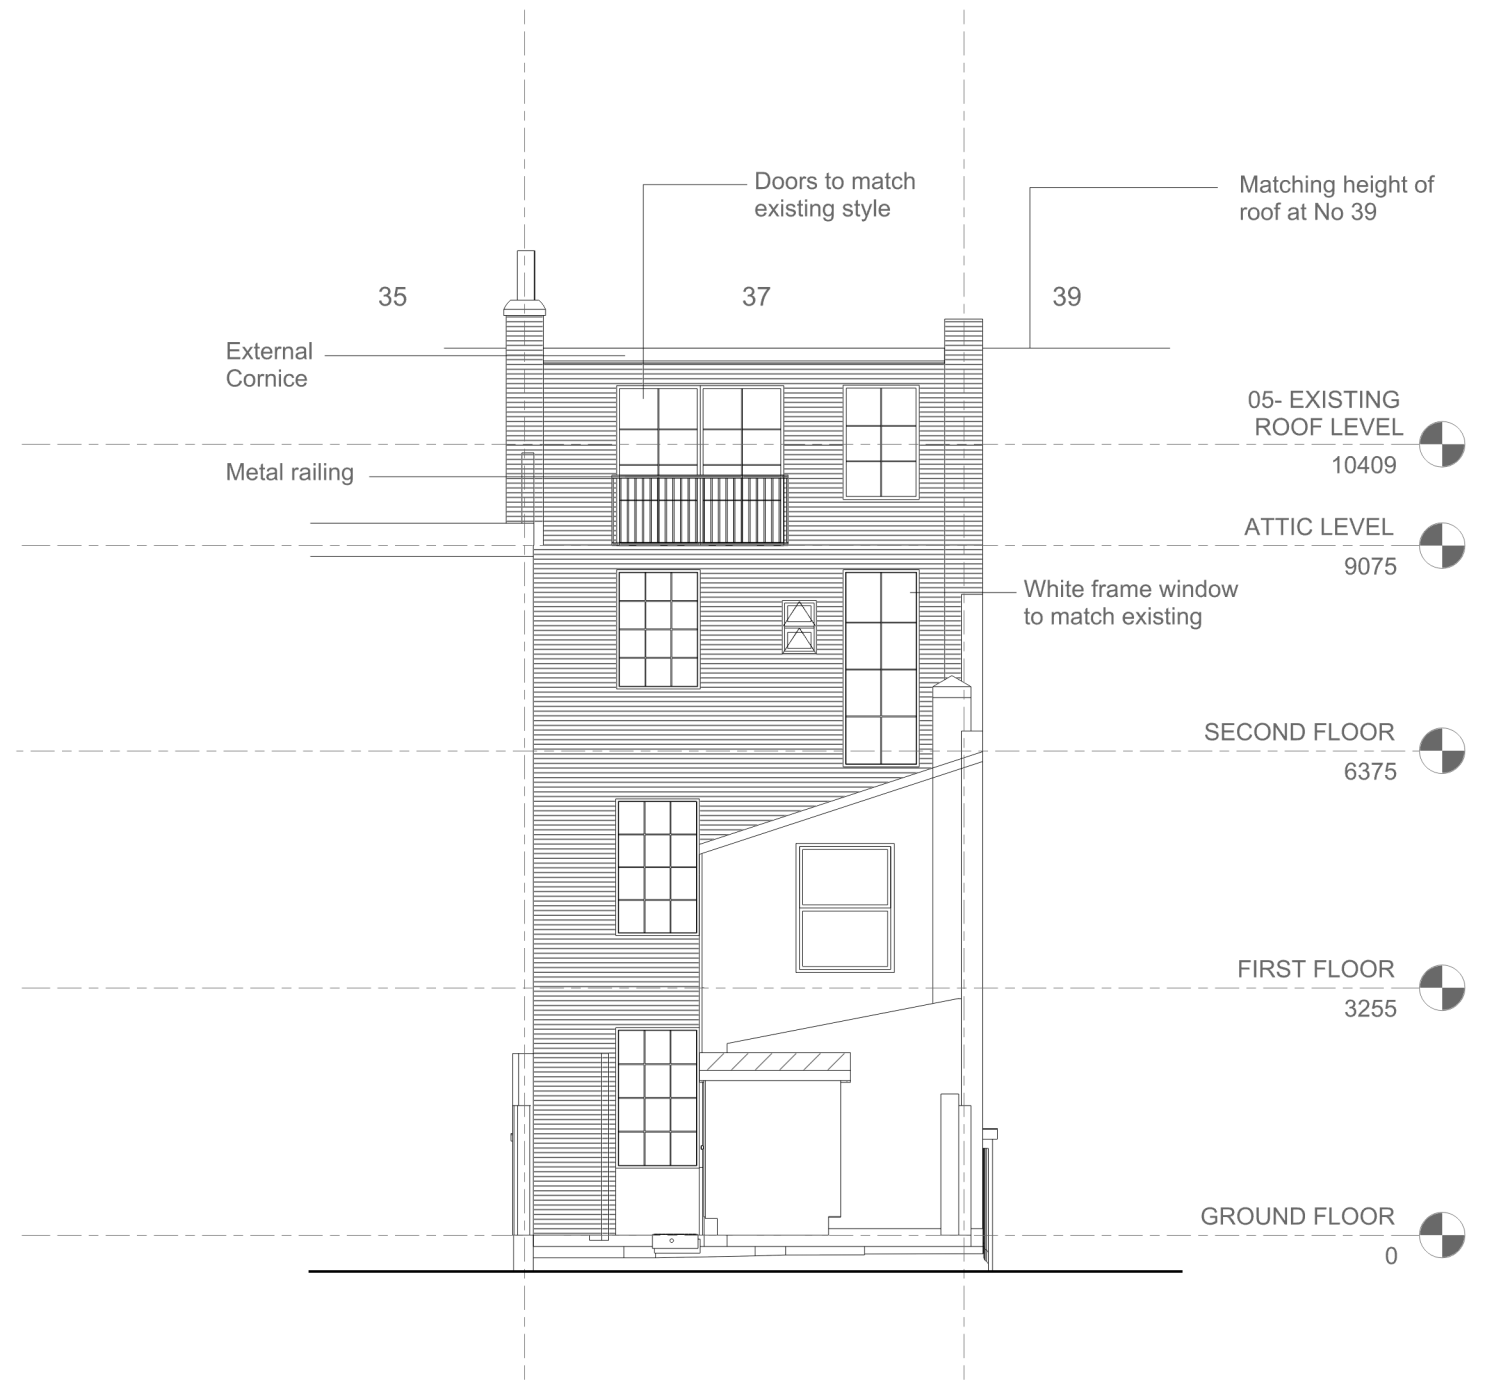 Doors to match
existing style
Matching height of
roof at No 39
35
37
39
External
Cornice
05- EXISTING
ROOF LEVEL
10409
Metal railing
ATTIC LEVEL
9075
White frame window
to match existing
SECOND FLOOR
6375
FIRST FLOOR
3255
GROUND FLOOR
0